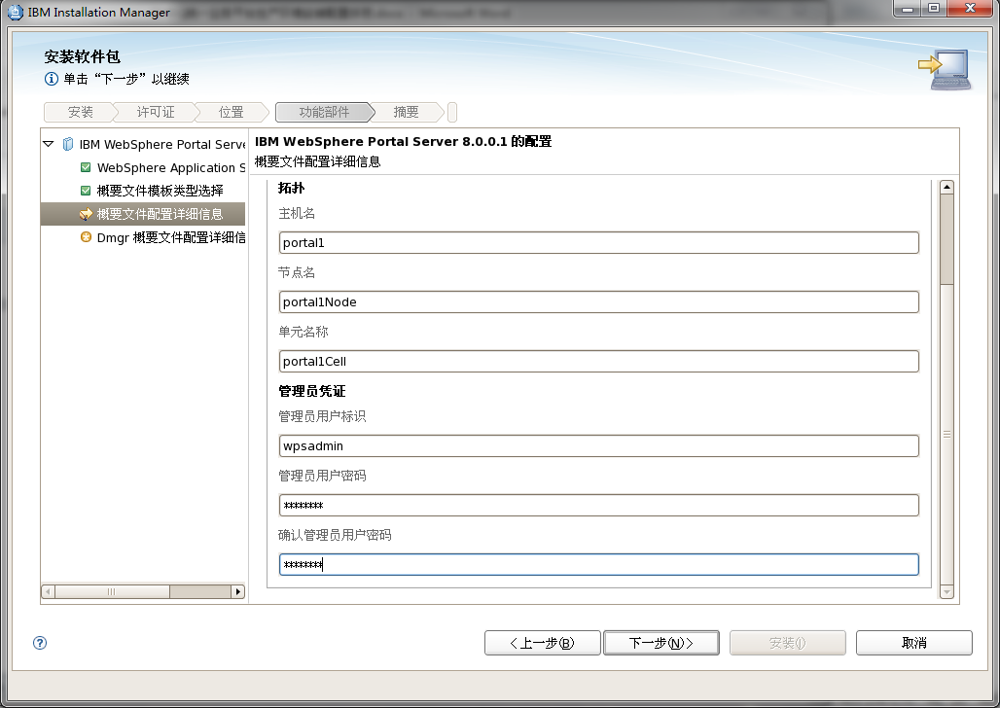 IBM Installation Manager
安装软件包
单击“下一步”以继续
安装
许可证
位置
功能部件
摘要
IBM WebSphere Portal Serve
WebSphere Application S
概要文件模板类型选择
概要文件配置详细信息
Dmgr 概要文件配置详细信
IBM WebSphere Portal Server 8.0.0.1 的配置
概要文件配置详细信息
拓扑
主机名
portal1
节点名
portal1Node
单元名称
portal1Cell
管理员凭证
管理员用户标识
wpsadmin
管理员用户密码
********
确认管理员用户密码
********
<上一步(B)
下一步(N)>
安装(I)
取消